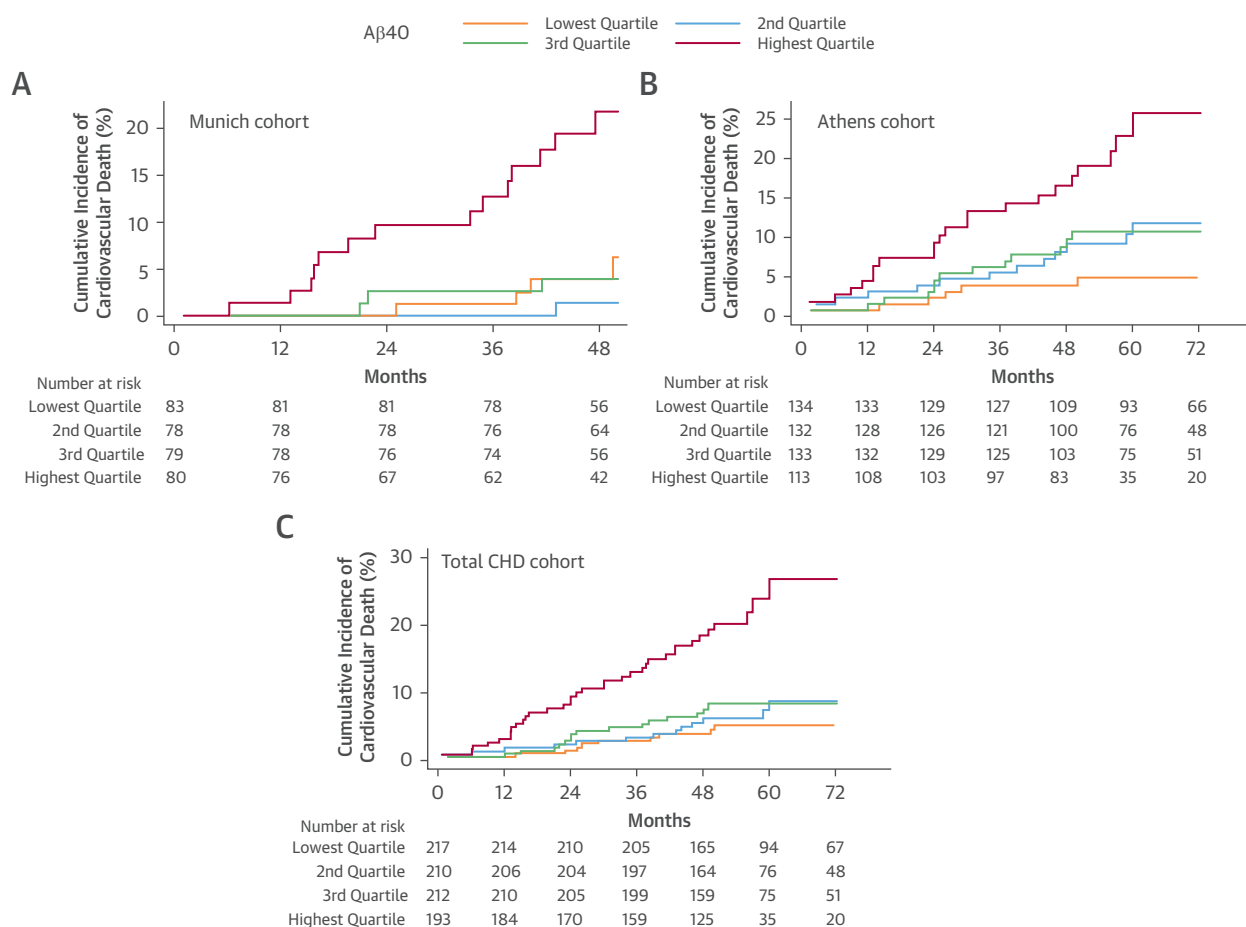 Aβ40
Lowest Quartile
2nd Quartile
3rd Quartile
Highest Quartile
A
Munich cohort
Cumulative Incidence of
Cardiovascular Death (%)
20
15
10
5
0
0 12 24 36 48
Months
Number at risk
Lowest Quartile 83 81 81 78 56
2nd Quartile 78 78 78 76 64
3rd Quartile 79 78 76 74 56
Highest Quartile 80 76 67 62 42
B
Athens cohort
Cumulative Incidence of
Cardiovascular Death (%)
25
20
15
10
5
0
0 12 24 36 48 60 72
Months
Number at risk
Lowest Quartile 134 133 129 127 109 93 66
2nd Quartile 132 128 126 121 100 76 48
3rd Quartile 133 132 129 125 103 75 51
Highest Quartile 113 108 103 97 83 35 20
C
Total CHD cohort
Cumulative Incidence of
Cardiovascular Death (%)
30
20
10
0
0 12 24 36 48 60 72
Months
Number at risk
Lowest Quartile 217 214 210 205 165 94 67
2nd Quartile 210 206 204 197 164 76 48
3rd Quartile 212 210 205 199 159 75 51
Highest Quartile 193 184 170 159 125 35 20